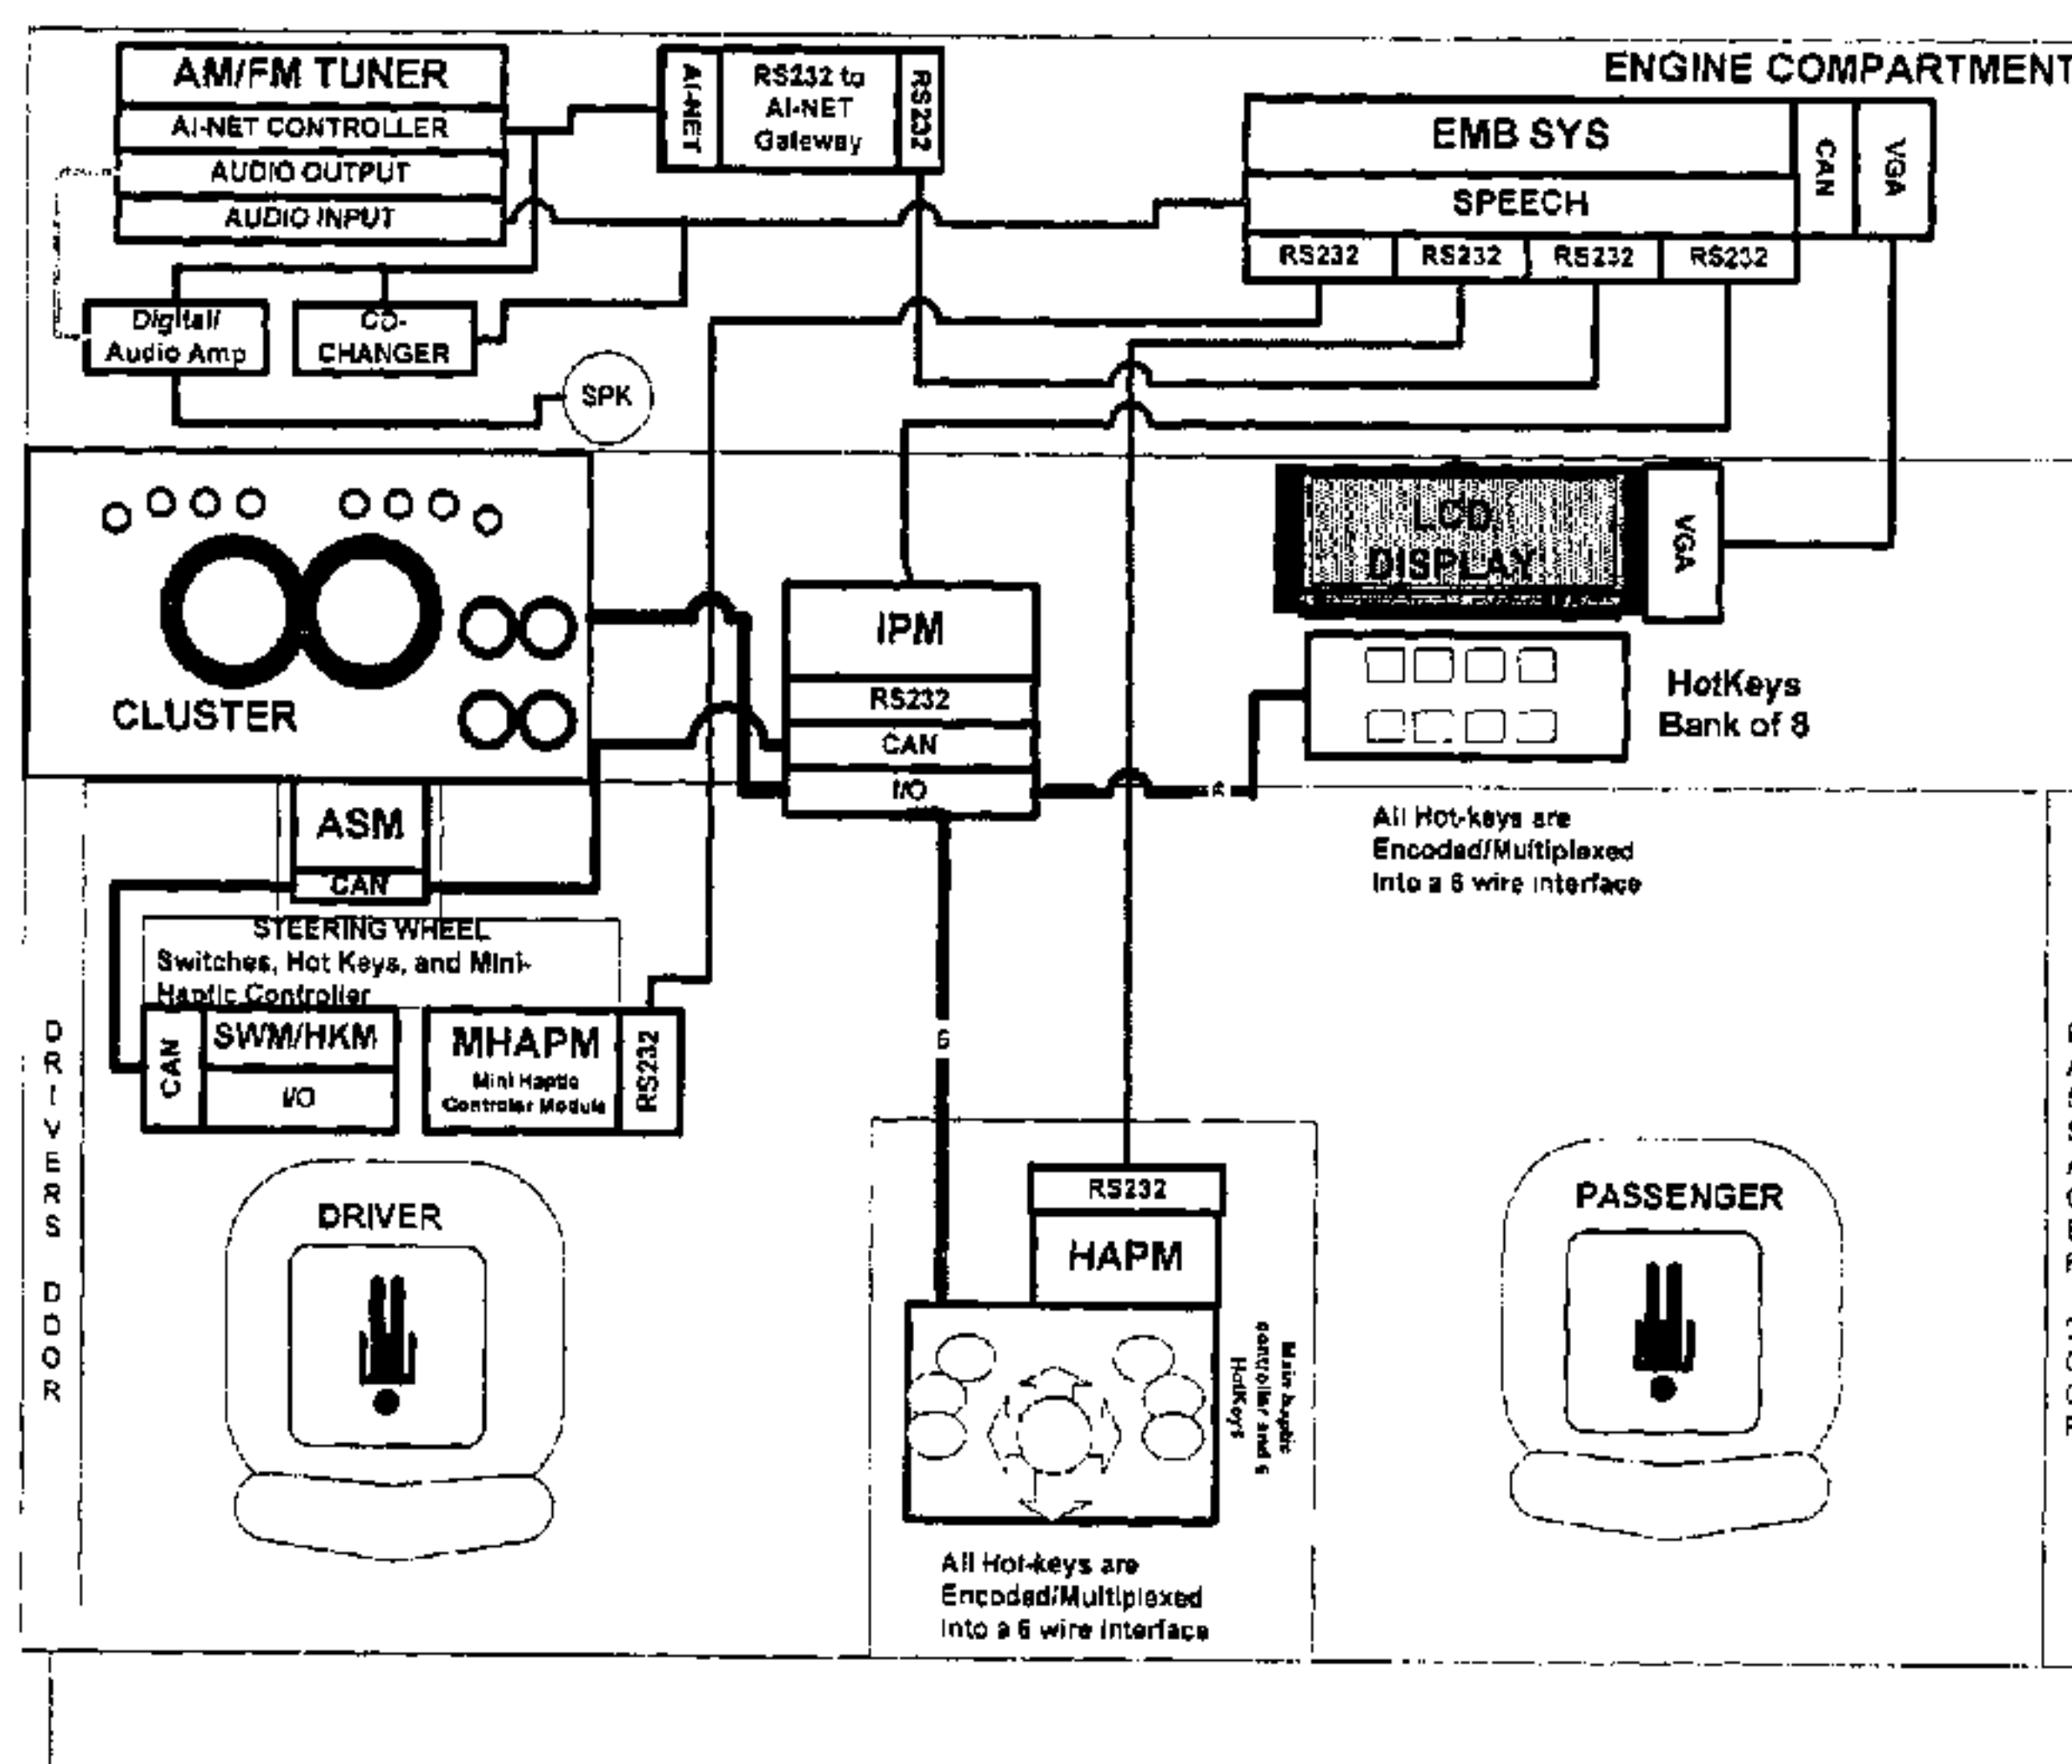 ENGINE COMPARTMENT
AM/FM TUNER
AI-NET CONTROLLER
AUDIO OUTPUT
AUDIO INPUT
AI-NET
RS232 to
AI-NET
Gateway
RS232
EMB SYS
SPEECH
CAN
VGA
RS232
RS232
RS232
RS232
Digital/
Audio Amp
CD-
CHANGER
SPK
LCD
DISPLAY
VGA
CLUSTER
IPM
RS232
CAN
I/O
HotKeys
Bank of 8
All Hot-keys are
Encoded/Multiplexed
Into a 6 wire interface
ASM
CAN
STEERING WHEEL
Switches, Hot Keys, and Mini-
Haptic Controller
CAN
SWM/HKM
I/O
MHAPM
Mini Haptic
Controler Module
RS232
6
DRIVERS DOOR
DRIVER
RS232
HAPM
Main haptic
controller and 6
HotKeys
All Hot-keys are
Encoded/Multiplexed
Into a 6 wire interface
PASSENGER